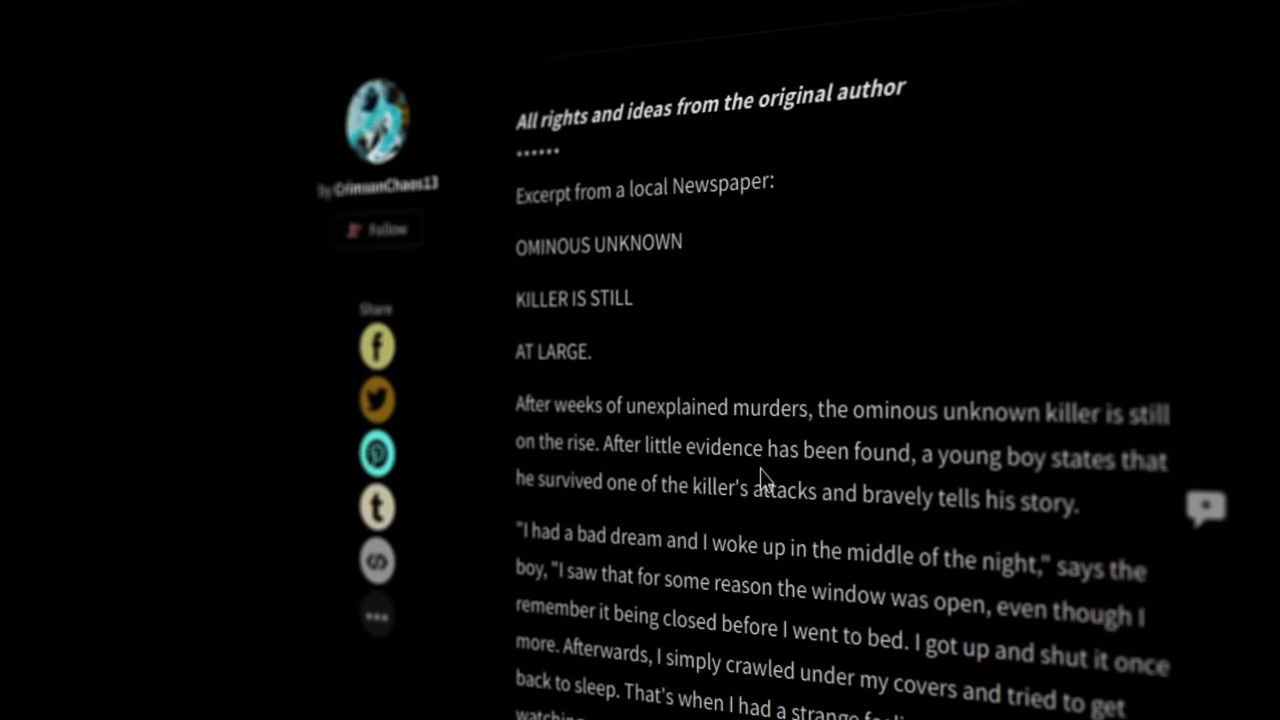 All rights and ideas from the original author
••••••
Excerpt from a local Newspaper:
By CrimsonChaos13
Follow
OMINOUS UNKNOWN
KILLER IS STILL
Share
AT LARGE.
After weeks of unexplained murders, the ominous unknown killer is still
on the rise. After little evidence has been found, a young boy states that
he survived one of the killer's attacks and bravely tells his story.
"I had a bad dream and I woke up in the middle of the night," says the
boy, "I saw that for some reason the window was open, even though I
remember it being closed before I went to bed. I got up and shut it once
more. Afterwards, I simply crawled under my covers and tried to get
back to sleep. That's when I had a strange